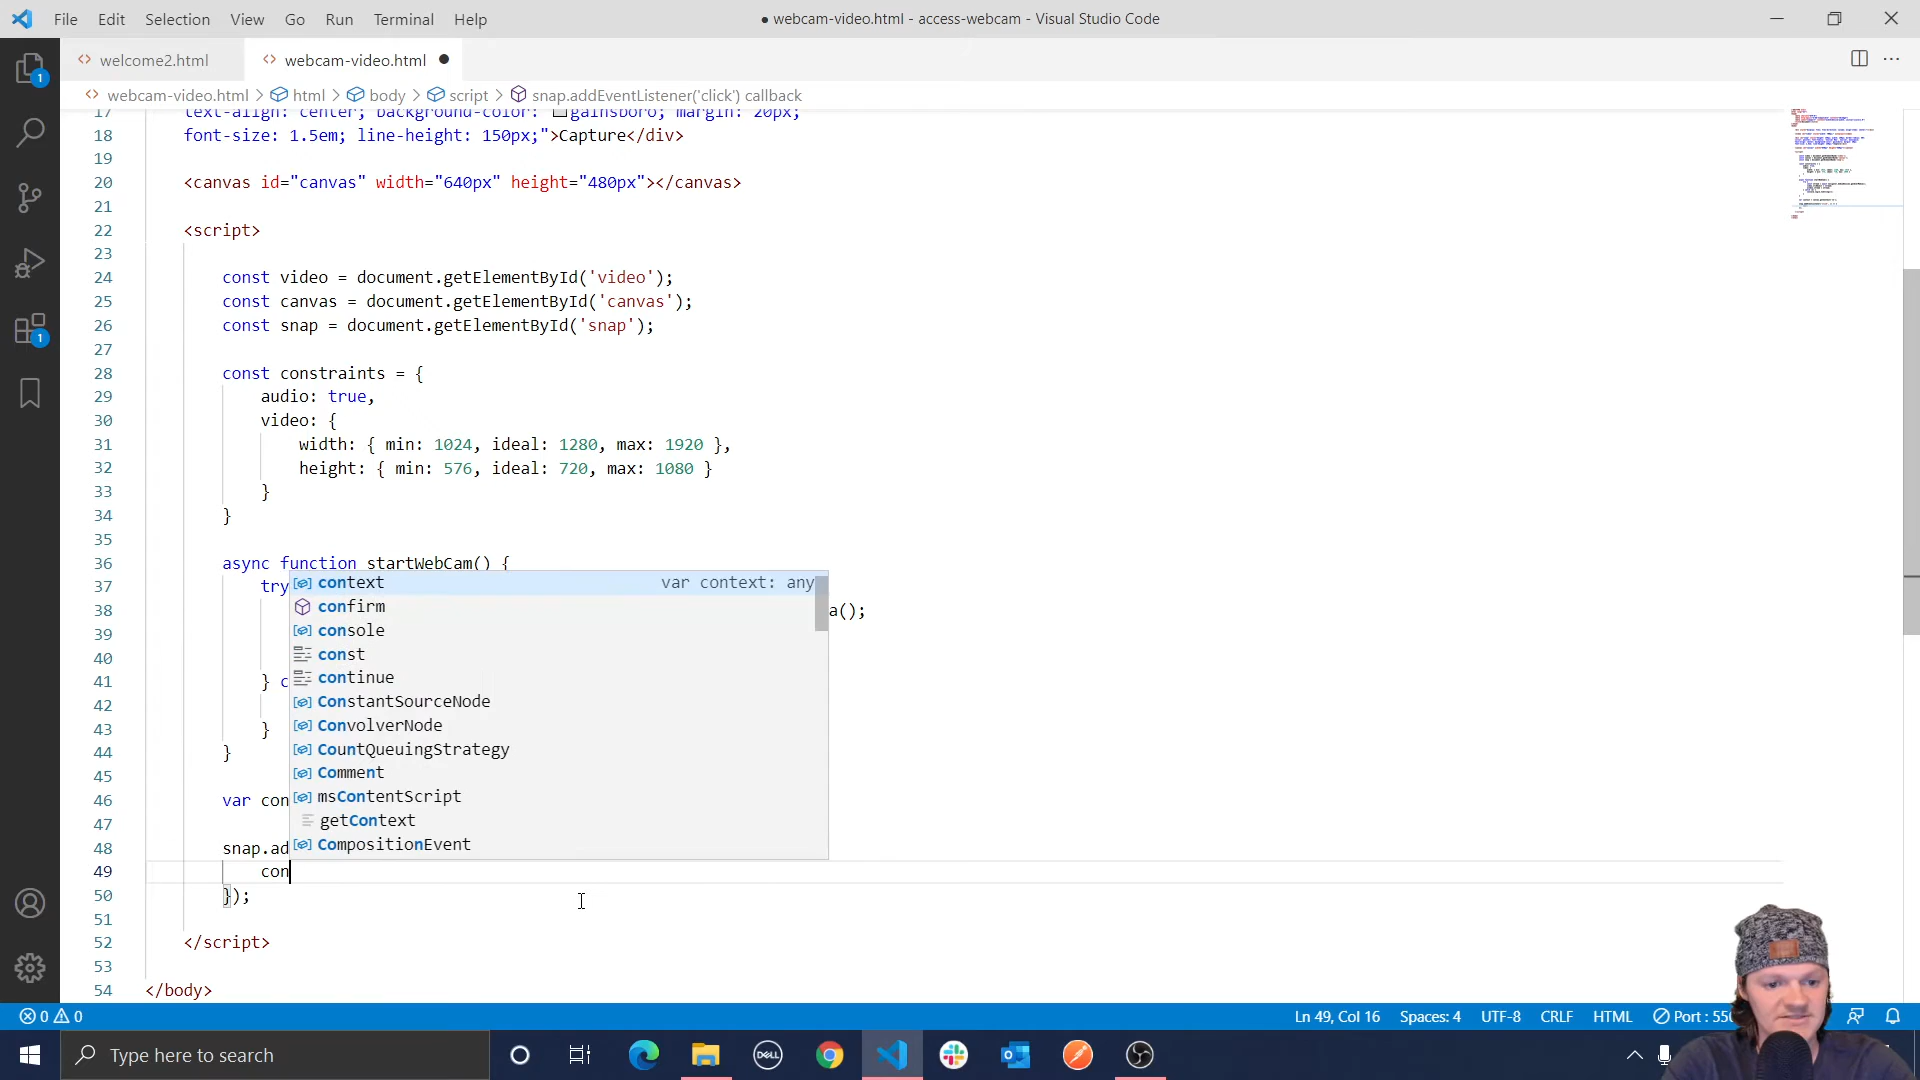 File Edit Selection View Go Run Terminal Help
● webcam-video.html - access-webcam - Visual Studio Code
welcome2.html
webcam-video.html
webcam-video.html > html > body > script > snap.addEventListener('click') callback
17 text-align: center; background-color: gainsboro; margin: 20px;
18 font-size: 1.5em; line-height: 150px;">Capture</div>
19
20 <canvas id="canvas" width="640px" height="480px"></canvas>
21
22 <script>
23
24 const video = document.getElementById('video');
25 const canvas = document.getElementById('canvas');
26 const snap = document.getElementById('snap');
27
28 const constraints = {
29 audio: true,
30 video: {
31 width: { min: 1024, ideal: 1280, max: 1920 },
32 height: { min: 576, ideal: 720, max: 1080 }
33 }
34 }
35
36 async function startWebCam() {
37 try
38 a();
39
40
41 } c
42
43 }
44 }
45
46 var con
47
48 snap.ad
49 con
50 });
51
52 </script>
53
54 </body>
context var context: any
confirm
console
const
continue
ConstantSourceNode
ConvolverNode
CountQueuingStrategy
Comment
msContentScript
getContext
CompositionEvent
1
1
0 0
Ln 49, Col 16 Spaces: 4 UTF-8 CRLF HTML Port : 550
Type here to search
DELL